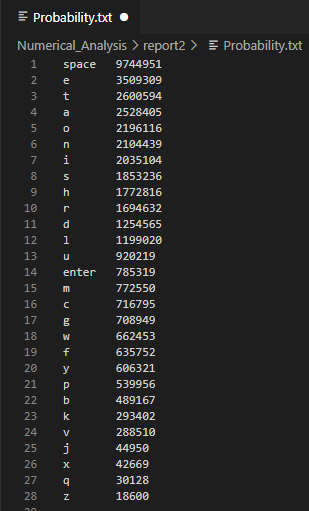 Probability.txt ●
Numerical_Analysis > report2 > Probability.txt
1 space 9744951
2 e 3509309
3 t 2600594
4 a 2528405
5 o 2196116
6 n 2104439
7 i 2035104
8 s 1853236
9 h 1772816
10 r 1694632
11 d 1254565
12 l 1199020
13 u 920219
14 enter 785319
15 m 772550
16 c 716795
17 g 708949
18 w 662453
19 f 635752
20 y 606321
21 p 539956
22 b 489167
23 k 293402
24 v 288510
25 j 44950
26 x 42669
27 q 30128
28 z 18600